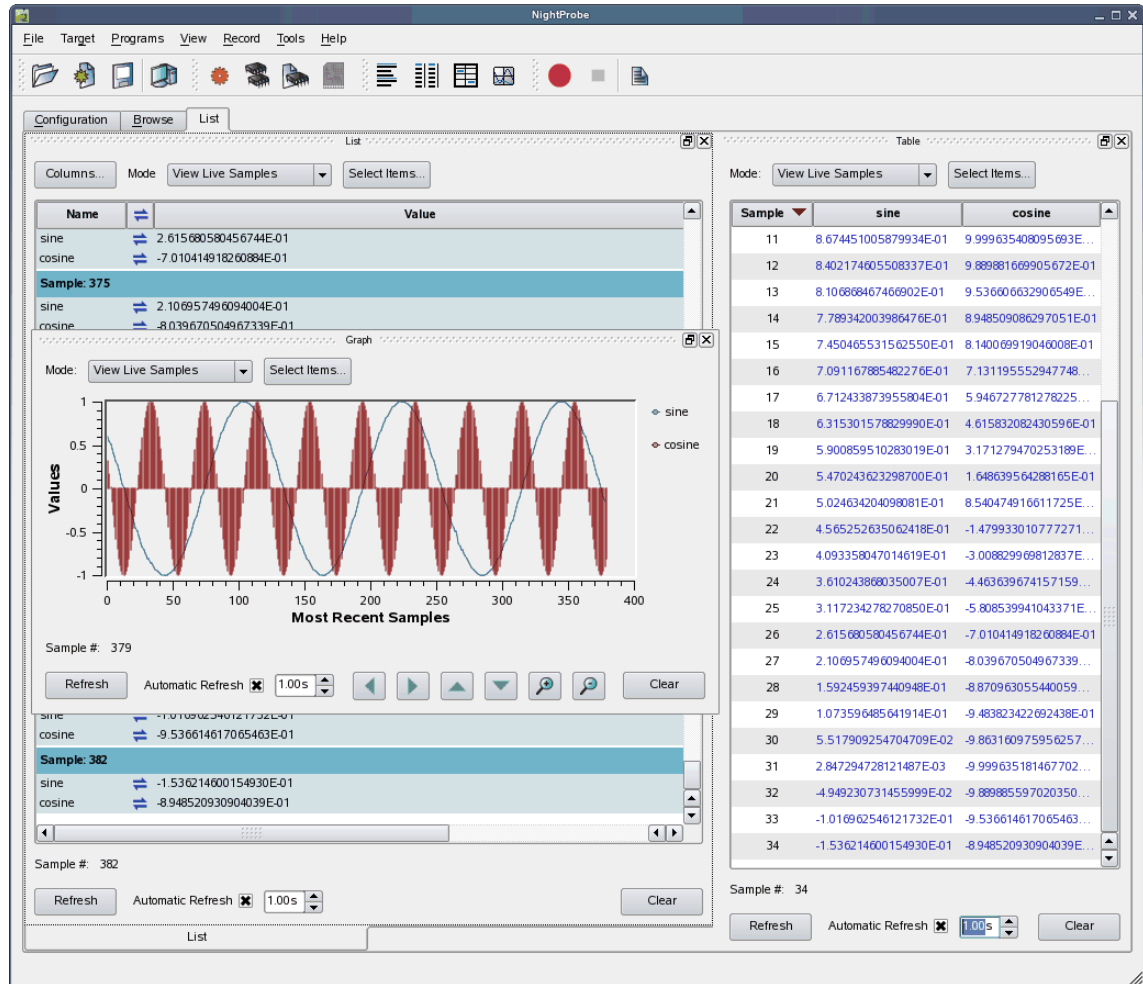 NightProbe
File Target Programs View Record Tools Help
Configuration Browse List
List
Columns... Mode View Live Samples Select Items...
Name Value
sine 2.615680580456744E-01
cosine -7.010414918260884E-01
Sample: 375
sine 2.106957496094004E-01
cosine -8.039670504967339E-01
Graph
Mode: View Live Samples Select Items...
Values
1
0.5
0
-0.5
-1
0 50 100 150 200 250 300 350 400
Most Recent Samples
sine
cosine
Sample #: 379
Refresh Automatic Refresh 1.00s Clear
sine -1.016962546121732E-01
cosine -9.536614617065463E-01
Sample: 382
sine -1.536214600154930E-01
cosine -8.948520930904039E-01
Sample #: 382
Refresh Automatic Refresh 1.00s Clear
List
Table
Mode: View Live Samples Select Items...
Sample sine cosine
11 8.674451005879934E-01 9.999635408095693E...
12 8.402174605508337E-01 9.889881669905672E-01
13 8.106868467466902E-01 9.536606632906549E...
14 7.789342003986476E-01 8.948509086297051E-01
15 7.450465531562550E-01 8.140069919046008E-01
16 7.091167885482276E-01 7.131195552947748...
17 6.712433873955804E-01 5.946727781278225...
18 6.315301578829990E-01 4.615832082430596E-01
19 5.900859510283019E-01 3.171279470253189E...
20 5.470243623298700E-01 1.648639564288165E-01
21 5.024634204098081E-01 8.540474916611725E...
22 4.565252635062418E-01 -1.479933010777271...
23 4.093358047014619E-01 -3.008829969812837E...
24 3.610243868035007E-01 -4.463639674157159...
25 3.117234278270850E-01 -5.808539941043371E...
26 2.615680580456744E-01 -7.010414918260884E-01
27 2.106957496094004E-01 -8.039670504967339...
28 1.592459397440948E-01 -8.870963055440059...
29 1.073596485641914E-01 -9.483823422692438E-01
30 5.517909254704709E-02 -9.863160975956257...
31 2.847294728121487E-03 -9.999635181467702...
32 -4.949230731455999E-02 -9.889885597020350...
33 -1.016962546121732E-01 -9.536614617065463...
34 -1.536214600154930E-01 -8.948520930904039E...
Sample #: 34
Refresh Automatic Refresh 1.00s Clear